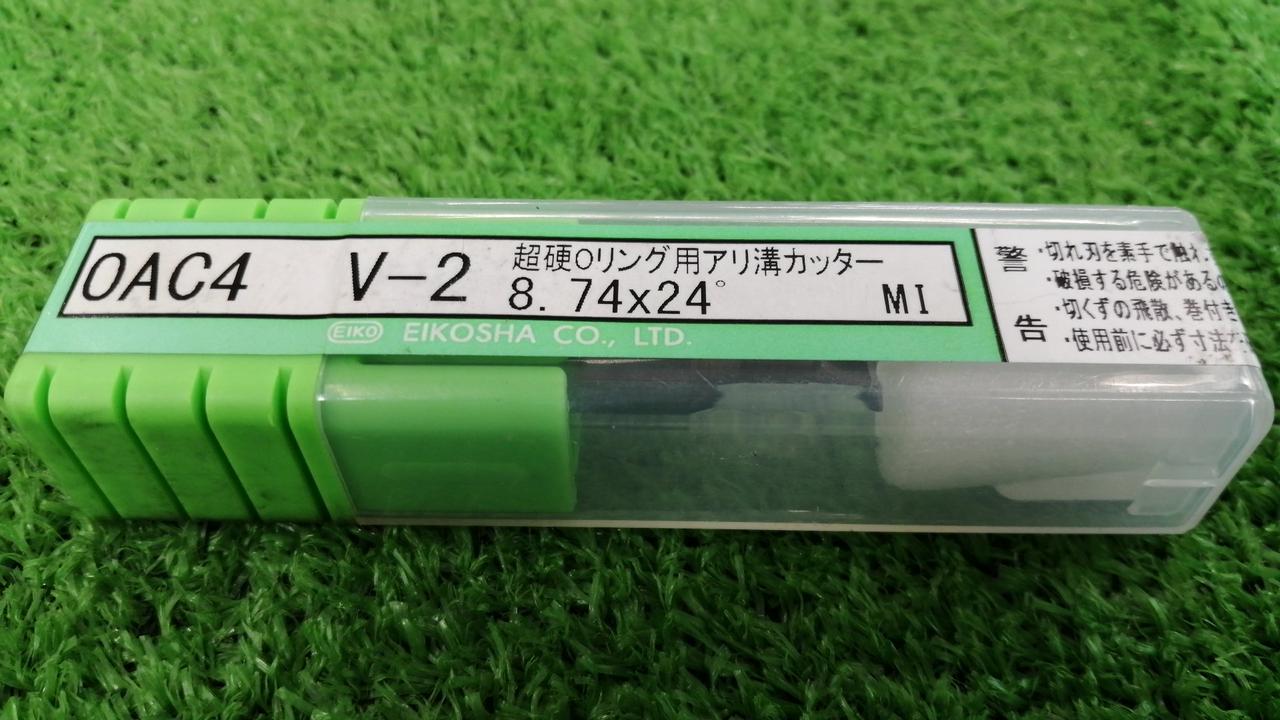 OAC4 V-2 超硬Oリング用アリ溝カッター
8.74x24° MI
EIKO EIKOSHA CO., LTD.
警告
・切れ刃を素手で触れ
・破損する危険がある
・切くずの飛散、巻付き
・使用前に必ず寸法